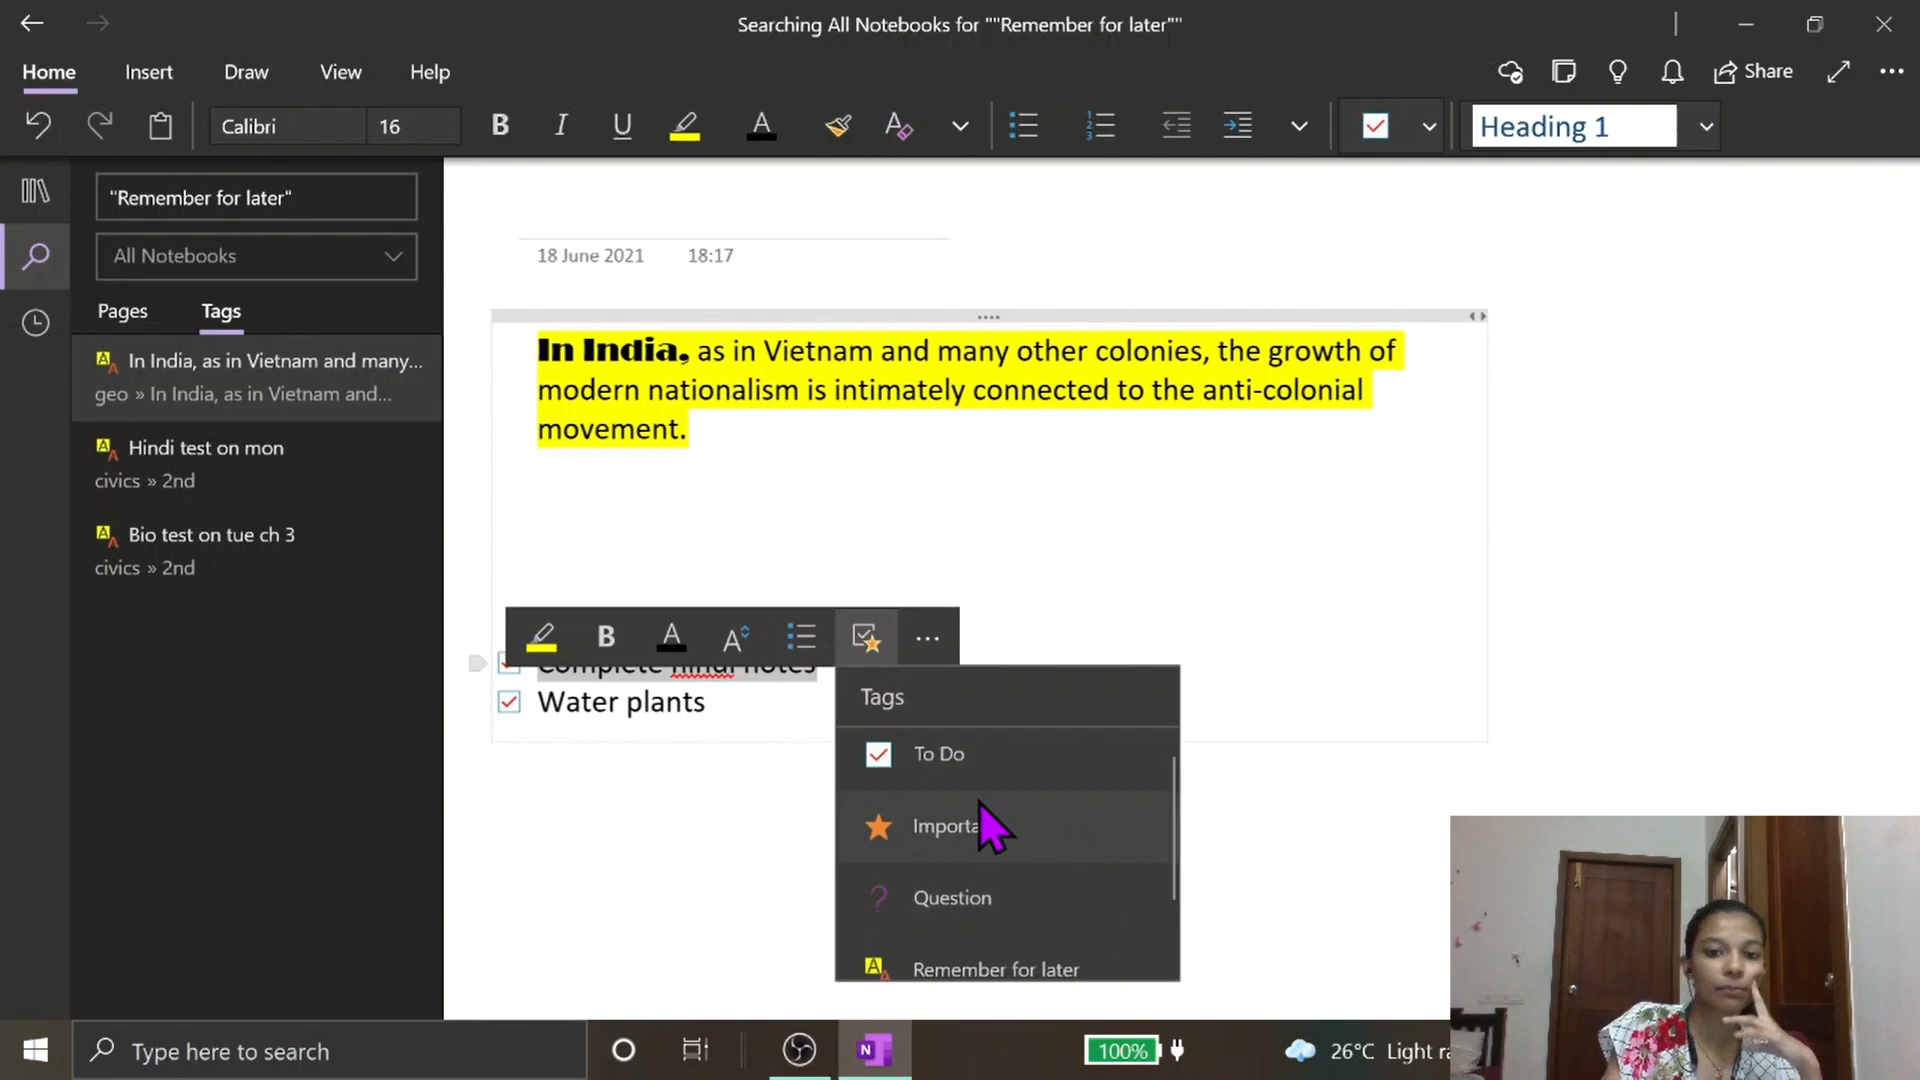 Searching All Notebooks for ""Remember for later""
Home Insert Draw View Help
Share
Calibri 16 B I U A Heading 1
"Remember for later"
All Notebooks
Pages Tags
In India, as in Vietnam and many...
geo » In India, as in Vietnam and...
Hindi test on mon
civics » 2nd
Bio test on tue ch 3
civics » 2nd
18 June 2021 18:17
In India, as in Vietnam and many other colonies, the growth of
modern nationalism is intimately connected to the anti-colonial
movement.
Complete hindi notes
Water plants
Tags
To Do
Importa
Question
Remember for later
Type here to search
100%
26°C Light ra